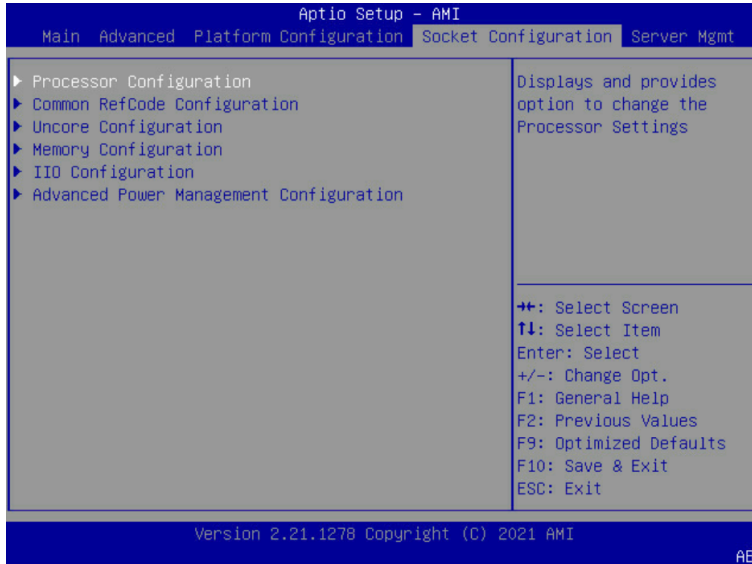 Aptio Setup – AMI
Main Advanced Platform Configuration Socket Configuration Server Mgmt
Processor Configuration
Common RefCode Configuration
Uncore Configuration
Memory Configuration
IIO Configuration
Advanced Power Management Configuration
Displays and provides
option to change the
Processor Settings
→←: Select Screen
↑↓: Select Item
Enter: Select
+/-: Change Opt.
F1: General Help
F2: Previous Values
F9: Optimized Defaults
F10: Save & Exit
ESC: Exit
Version 2.21.1278 Copyright (C) 2021 AMI
AB